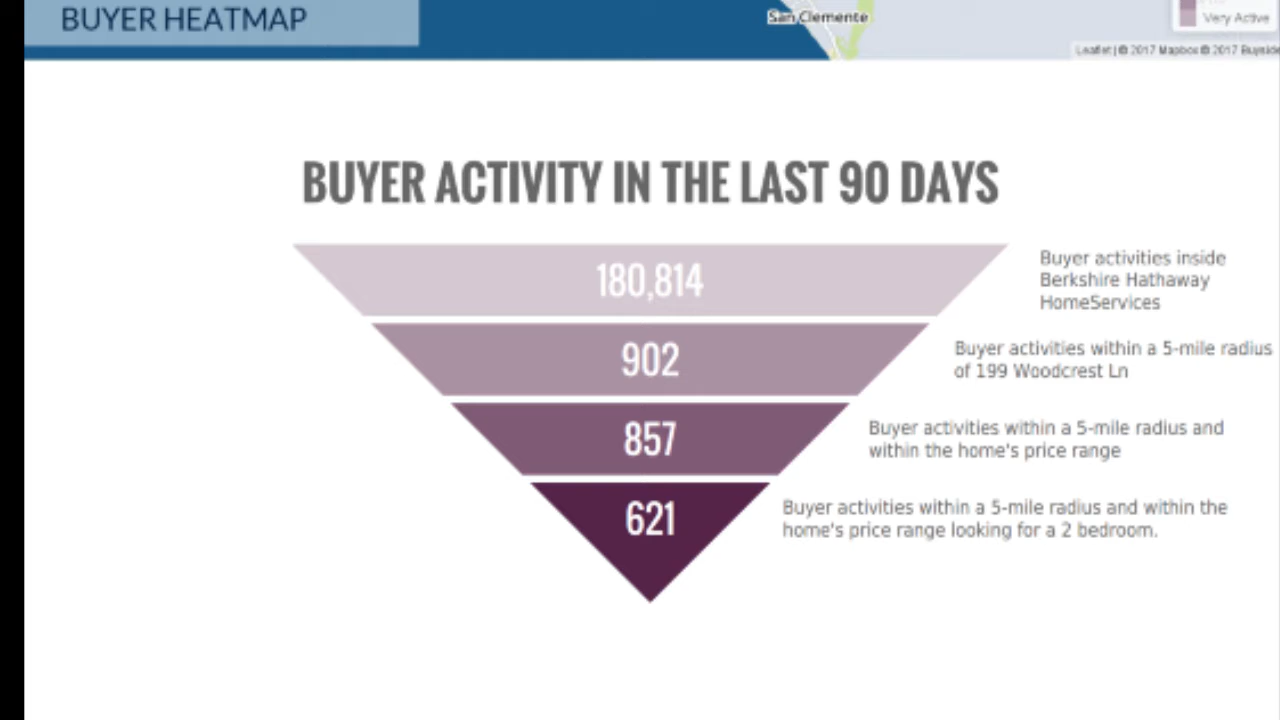 BUYER HEATMAP
San Clemente
Very Active
Leaflet | © 2017 Mapbox © 2017 Buyside
BUYER ACTIVITY IN THE LAST 90 DAYS
180,814
Buyer activities inside
Berkshire Hathaway
HomeServices
902
Buyer activities within a 5-mile radius
of 199 Woodcrest Ln
857
Buyer activities within a 5-mile radius and
within the home's price range
621
Buyer activities within a 5-mile radius and within the
home's price range looking for a 2 bedroom.